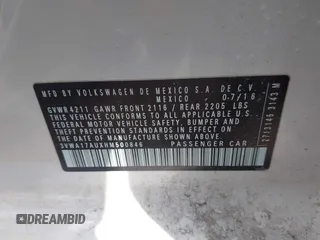 MFD. BY VOLKSWAGEN DE MEXICO S.A. DE C.V.
MEXICO 07/16
GVWR 4211 GAWR FRONT 2116 / REAR 2205 LBS
THIS VEHICLE CONFORMS TO ALL APPLICABLE U.S.
FEDERAL MOTOR VEHICLE SAFETY, BUMPER AND
THEFT PREVENTION STANDARDS IN EFFECT ON THE
DATE OF MANUFACTURE SHOWN ABOVE.
3VWA17AUXHM500846 PASSENGER CAR
3143 M
DREAMBID